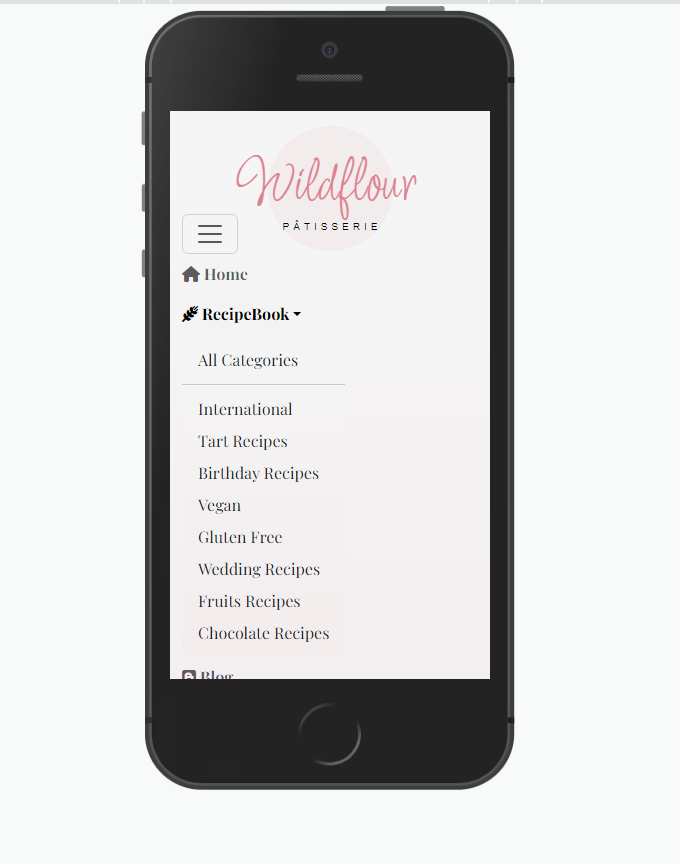 Wildflour
PÂTISSERIE
Home
RecipeBook
All Categories
International
Tart Recipes
Birthday Recipes
Vegan
Gluten Free
Wedding Recipes
Fruits Recipes
Chocolate Recipes
Blog